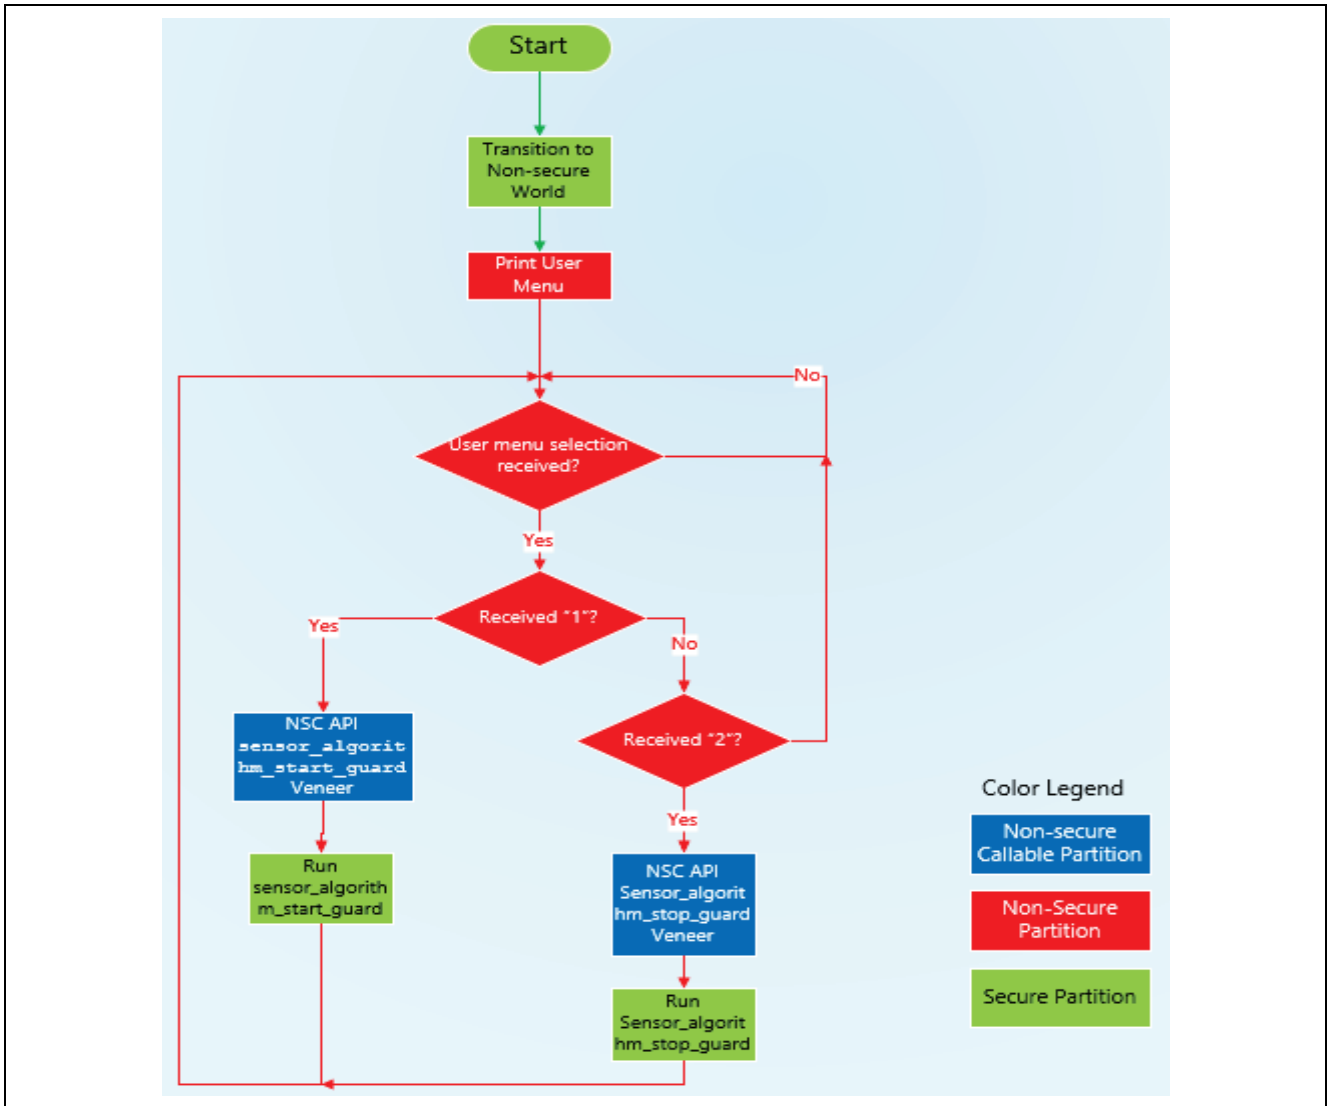 Start
Transition to
Non-secure
World
Print User
Menu
No
User menu selection
received?
Yes
Received "1"?
Yes
No
NSC API
sensor_algorit
hm_start_guard
Veneer
Received "2"?
Yes
Run
sensor_algorith
m_start_guard
NSC API
Sensor_algorit
hm_stop_guard
Veneer
Run
Sensor_algorit
hm_stop_guard
Color Legend
Non-secure
Callable Partition
Non-Secure
Partition
Secure Partition